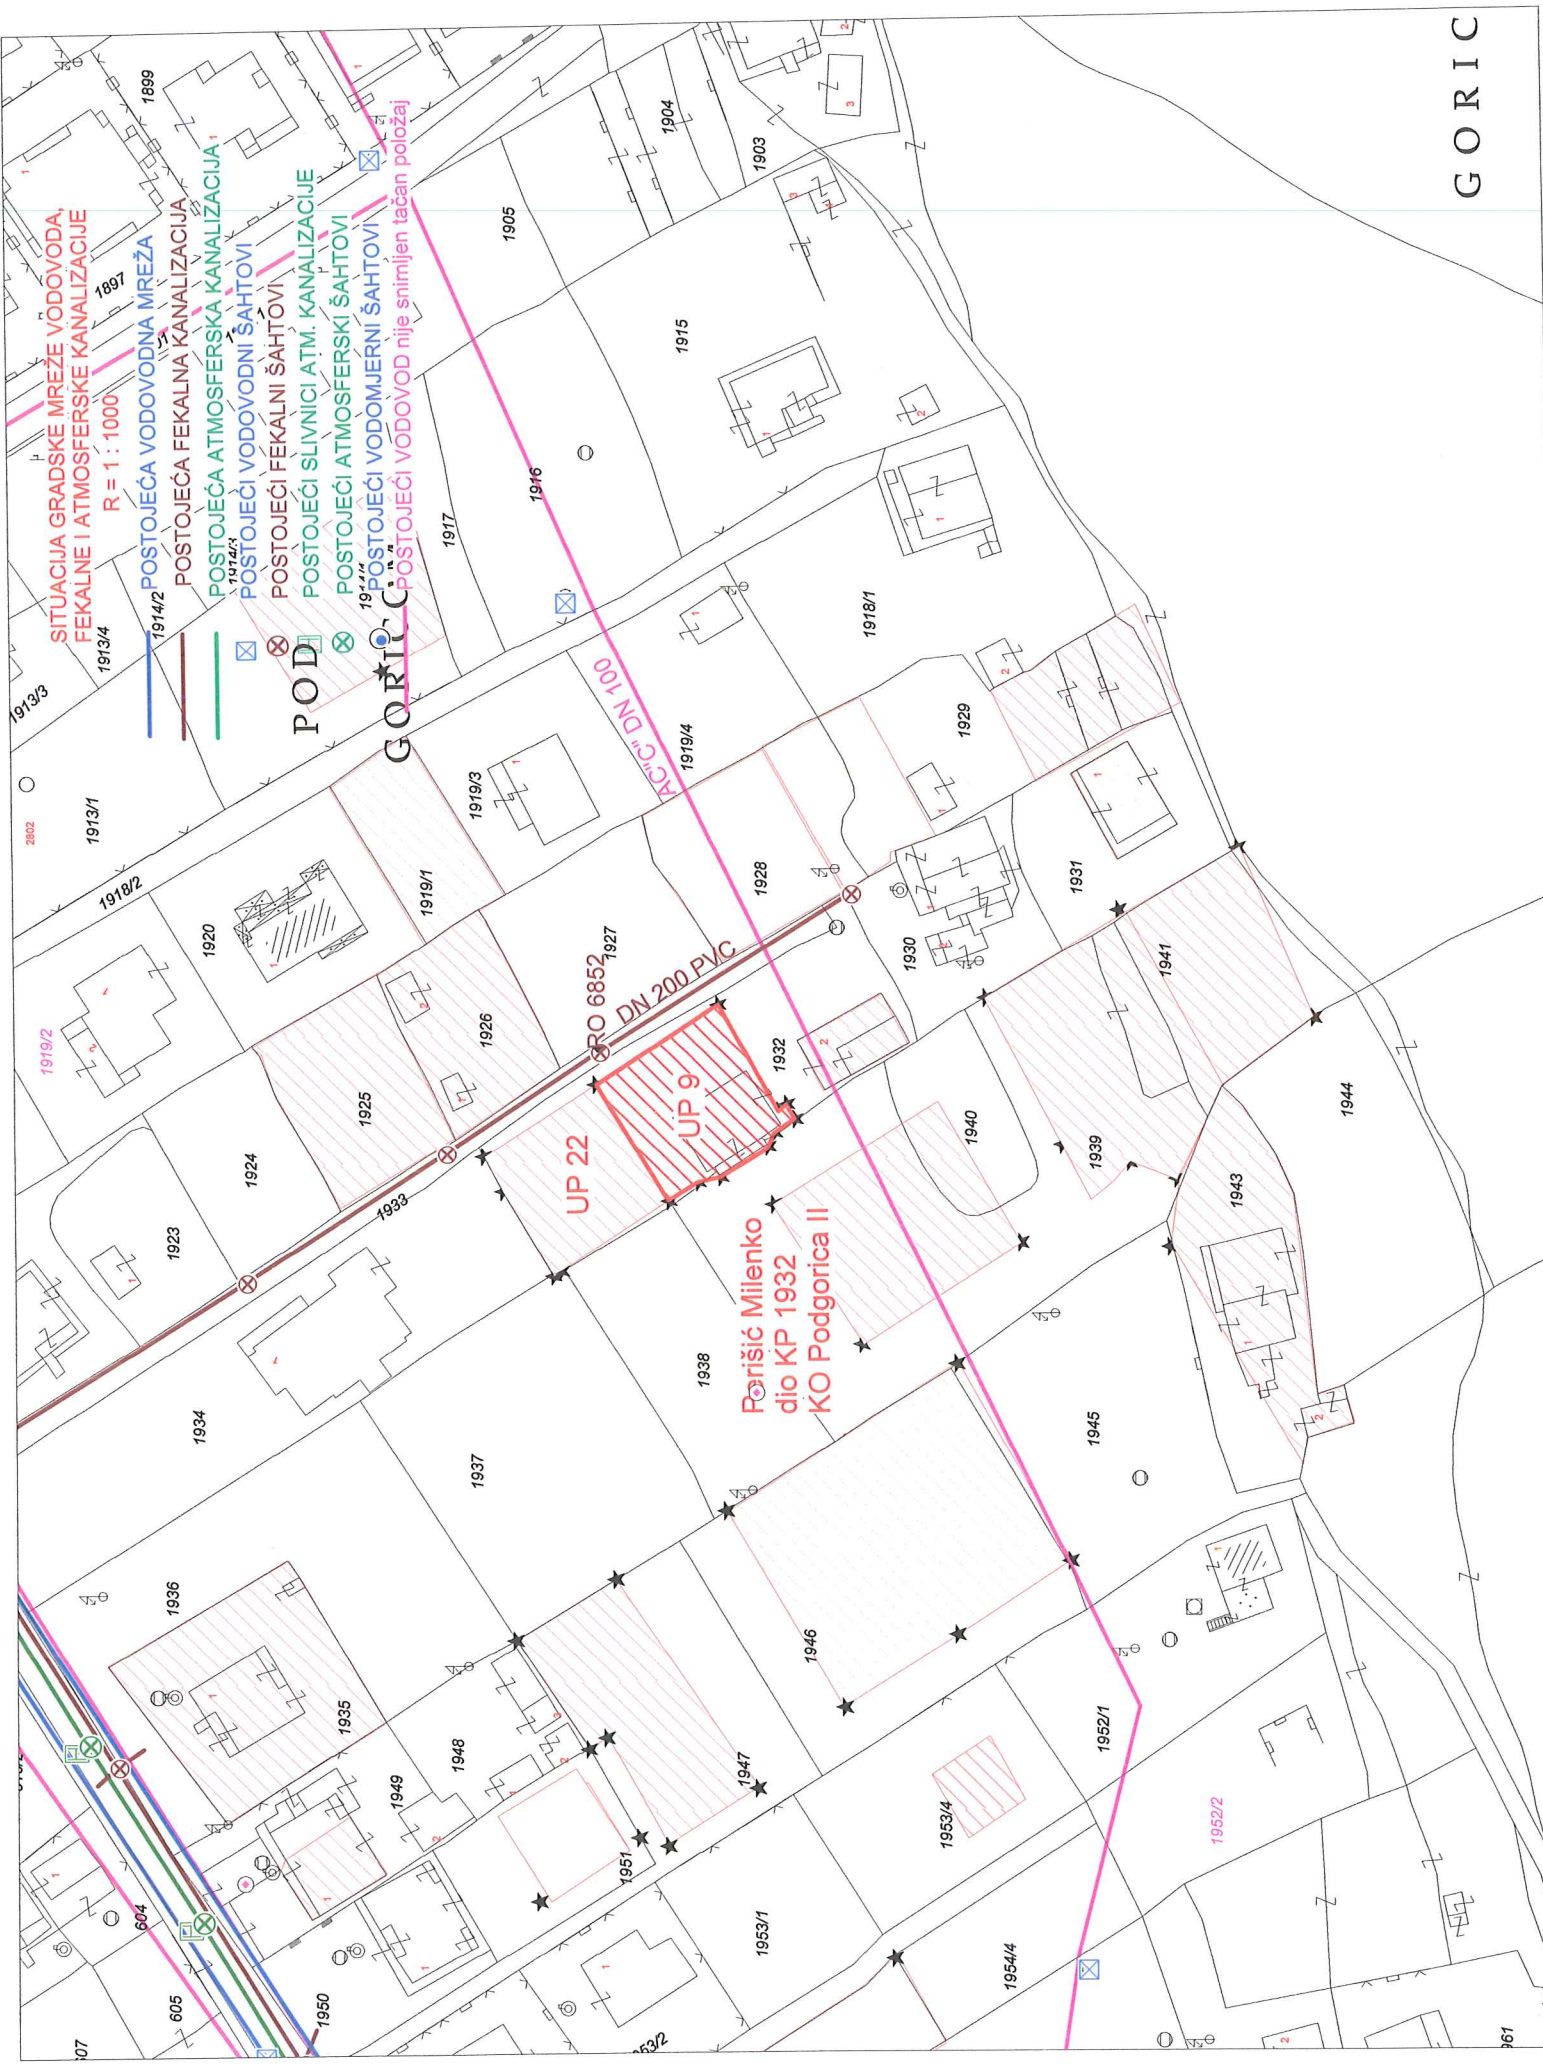 SITUACIJA GRADSKE MREŽE VODOVODA,
FEKALNE I ATMOSFERSKE KANALIZACIJE
R = 1 : 1000
POSTOJEĆA VODOVODNA MREŽA
POSTOJEĆA FEKALNA KANALIZACIJA
POSTOJEĆA ATMOSFERSKA KANALIZACIJA
POSTOJEĆI VODOVODNI ŠAHTOVI
POSTOJEĆI FEKALNI ŠAHTOVI
POSTOJEĆI SLIVNICI ATM. KANALIZACIJE
POSTOJEĆI ATMOSFERSKI ŠAHTOVI
POSTOJEĆI VODOMJERNI ŠAHTOVI
POSTOJEĆI VODOVOD nije snimljen tačan položaj
POD
GORIC
AC"C" DN 100
RO 6852
DN 200 PVC
UP 22
UP 9
Perišić Milenko
dio KP 1932
KO Podgorica II
1899
1897
1904
1903
1905
1915
1916
1917
1914/2
1914/3
1913/4
1913/3
1913/1
2802
1918/2
1918/1
1919/1
1919/2
1919/3
1919/4
1920
1923
1924
1925
1926
1927
1928
1929
1930
1931
1932
1933
1934
1935
1936
1937
1938
1939
1940
1941
1943
1944
1945
1946
1947
1948
1949
1950
1951
1952/1
1952/2
1953/1
1953/4
1954/4
604
605